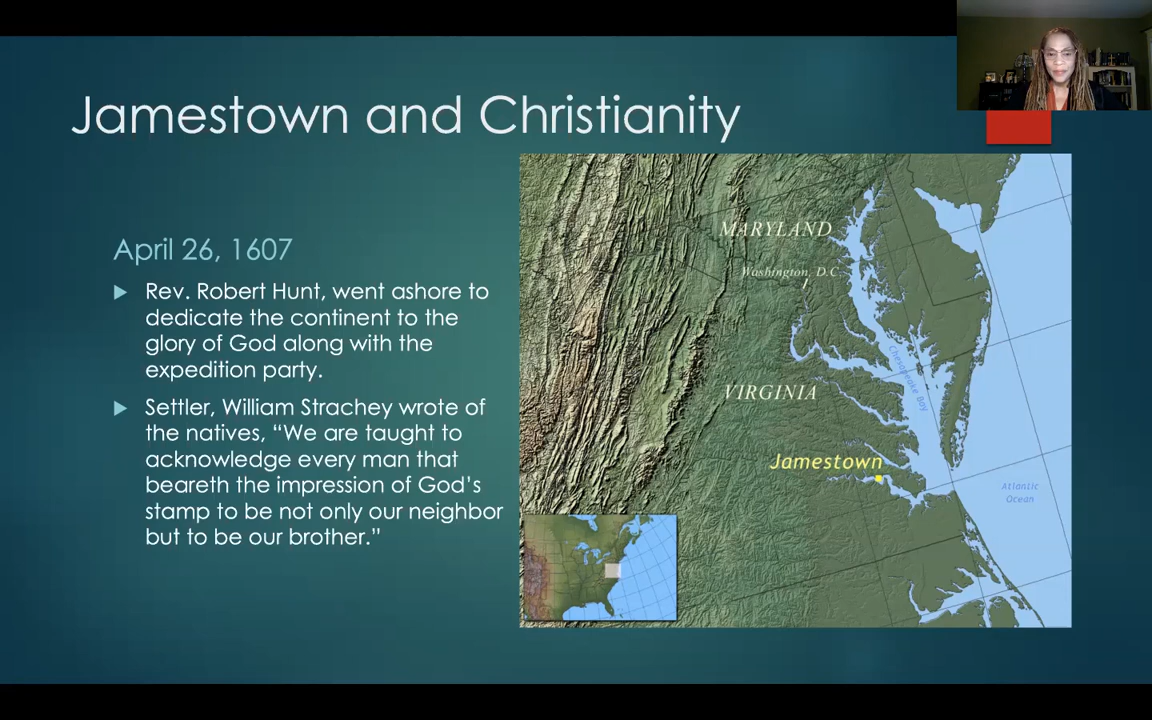 Jamestown and Christianity
April 26, 1607
Rev. Robert Hunt, went ashore to
dedicate the continent to the
glory of God along with the
expedition party.
Settler, William Strachey wrote of
the natives, “We are taught to
acknowledge every man that
beareth the impression of God’s
stamp to be not only our neighbor
but to be our brother.”
MARYLAND
Washington, D.C.
Chesapeake Bay
VIRGINIA
Jamestown
Atlantic
Ocean